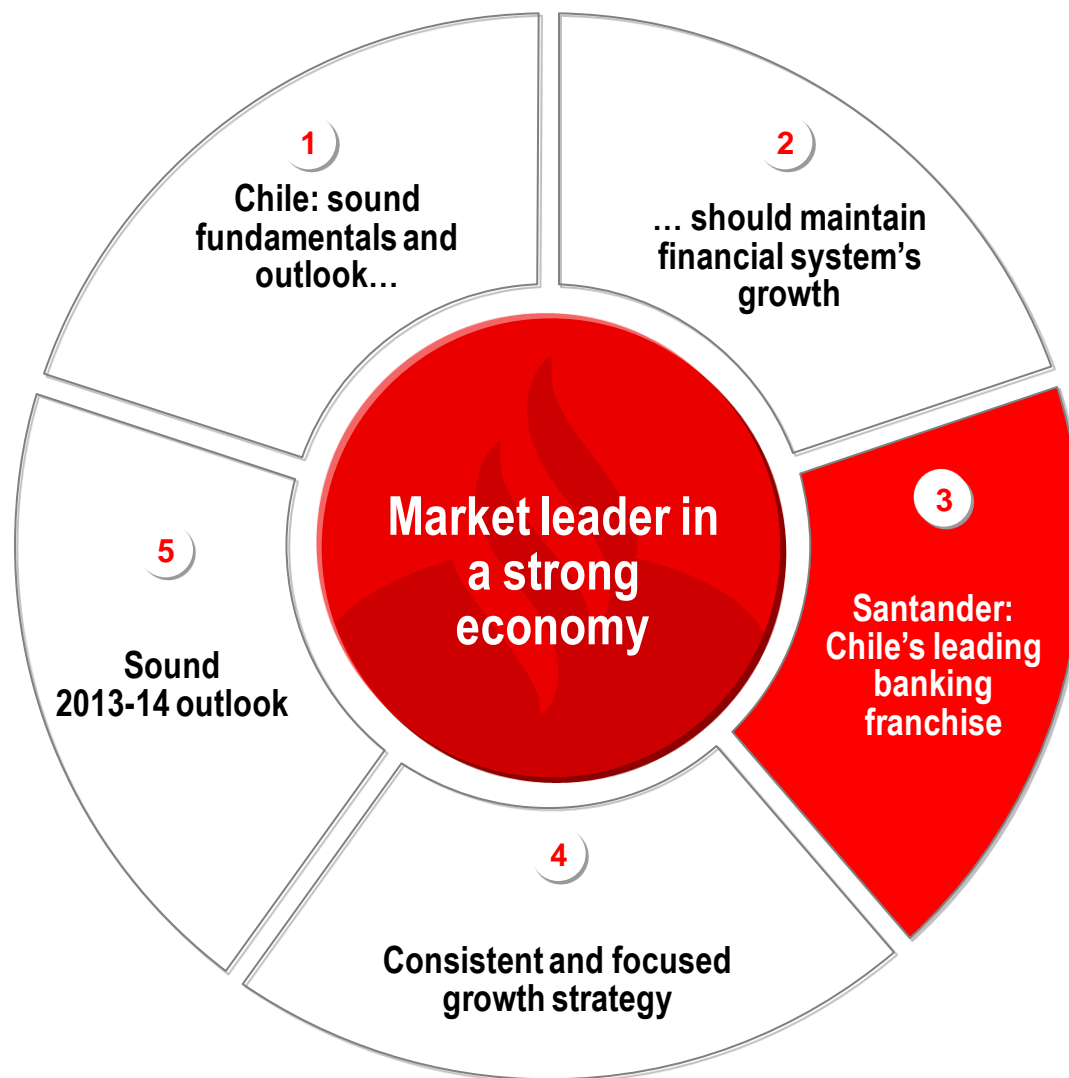 1
Chile: sound
fundamentals and
outlook…
2
… should maintain
financial system’s
growth
3
Santander:
Chile’s leading
banking
franchise
4
Consistent and focused
growth strategy
5
Sound
2013-14 outlook
Market leader in
a strong
economy